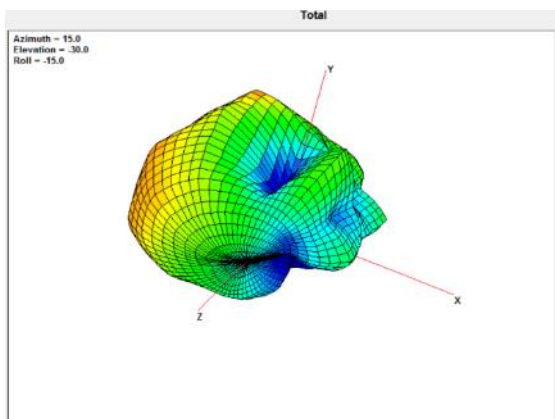 Total
Azimuth = 15.0
Elevation = -30.0
Roll = -15.0
Y
X
Z